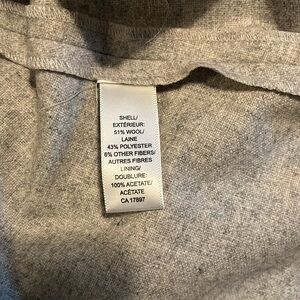 SHELL/
EXTÉRIEUR:
51% WOOL/
LAINE
43% POLYESTER
6% OTHER FIBERS/
AUTRES FIBRES
LINING/
DOUBLURE:
100% ACETATE/
ACÉTATE
CA 17897